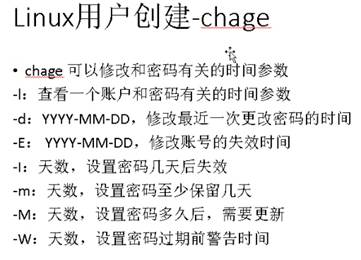 Linux用户创建-chage
• chage 可以修改和密码有关的时间参数
-l：查看一个账户和密码有关的时间参数
-d：YYYY-MM-DD，修改最近一次更改密码的时间
-E： YYYY-MM-DD，修改账号的失效时间
-I：天数，设置密码几天后失效
-m：天数，设置密码至少保留几天
-M：天数，设置密码多久后，需要更新
-W：天数，设置密码过期前警告时间